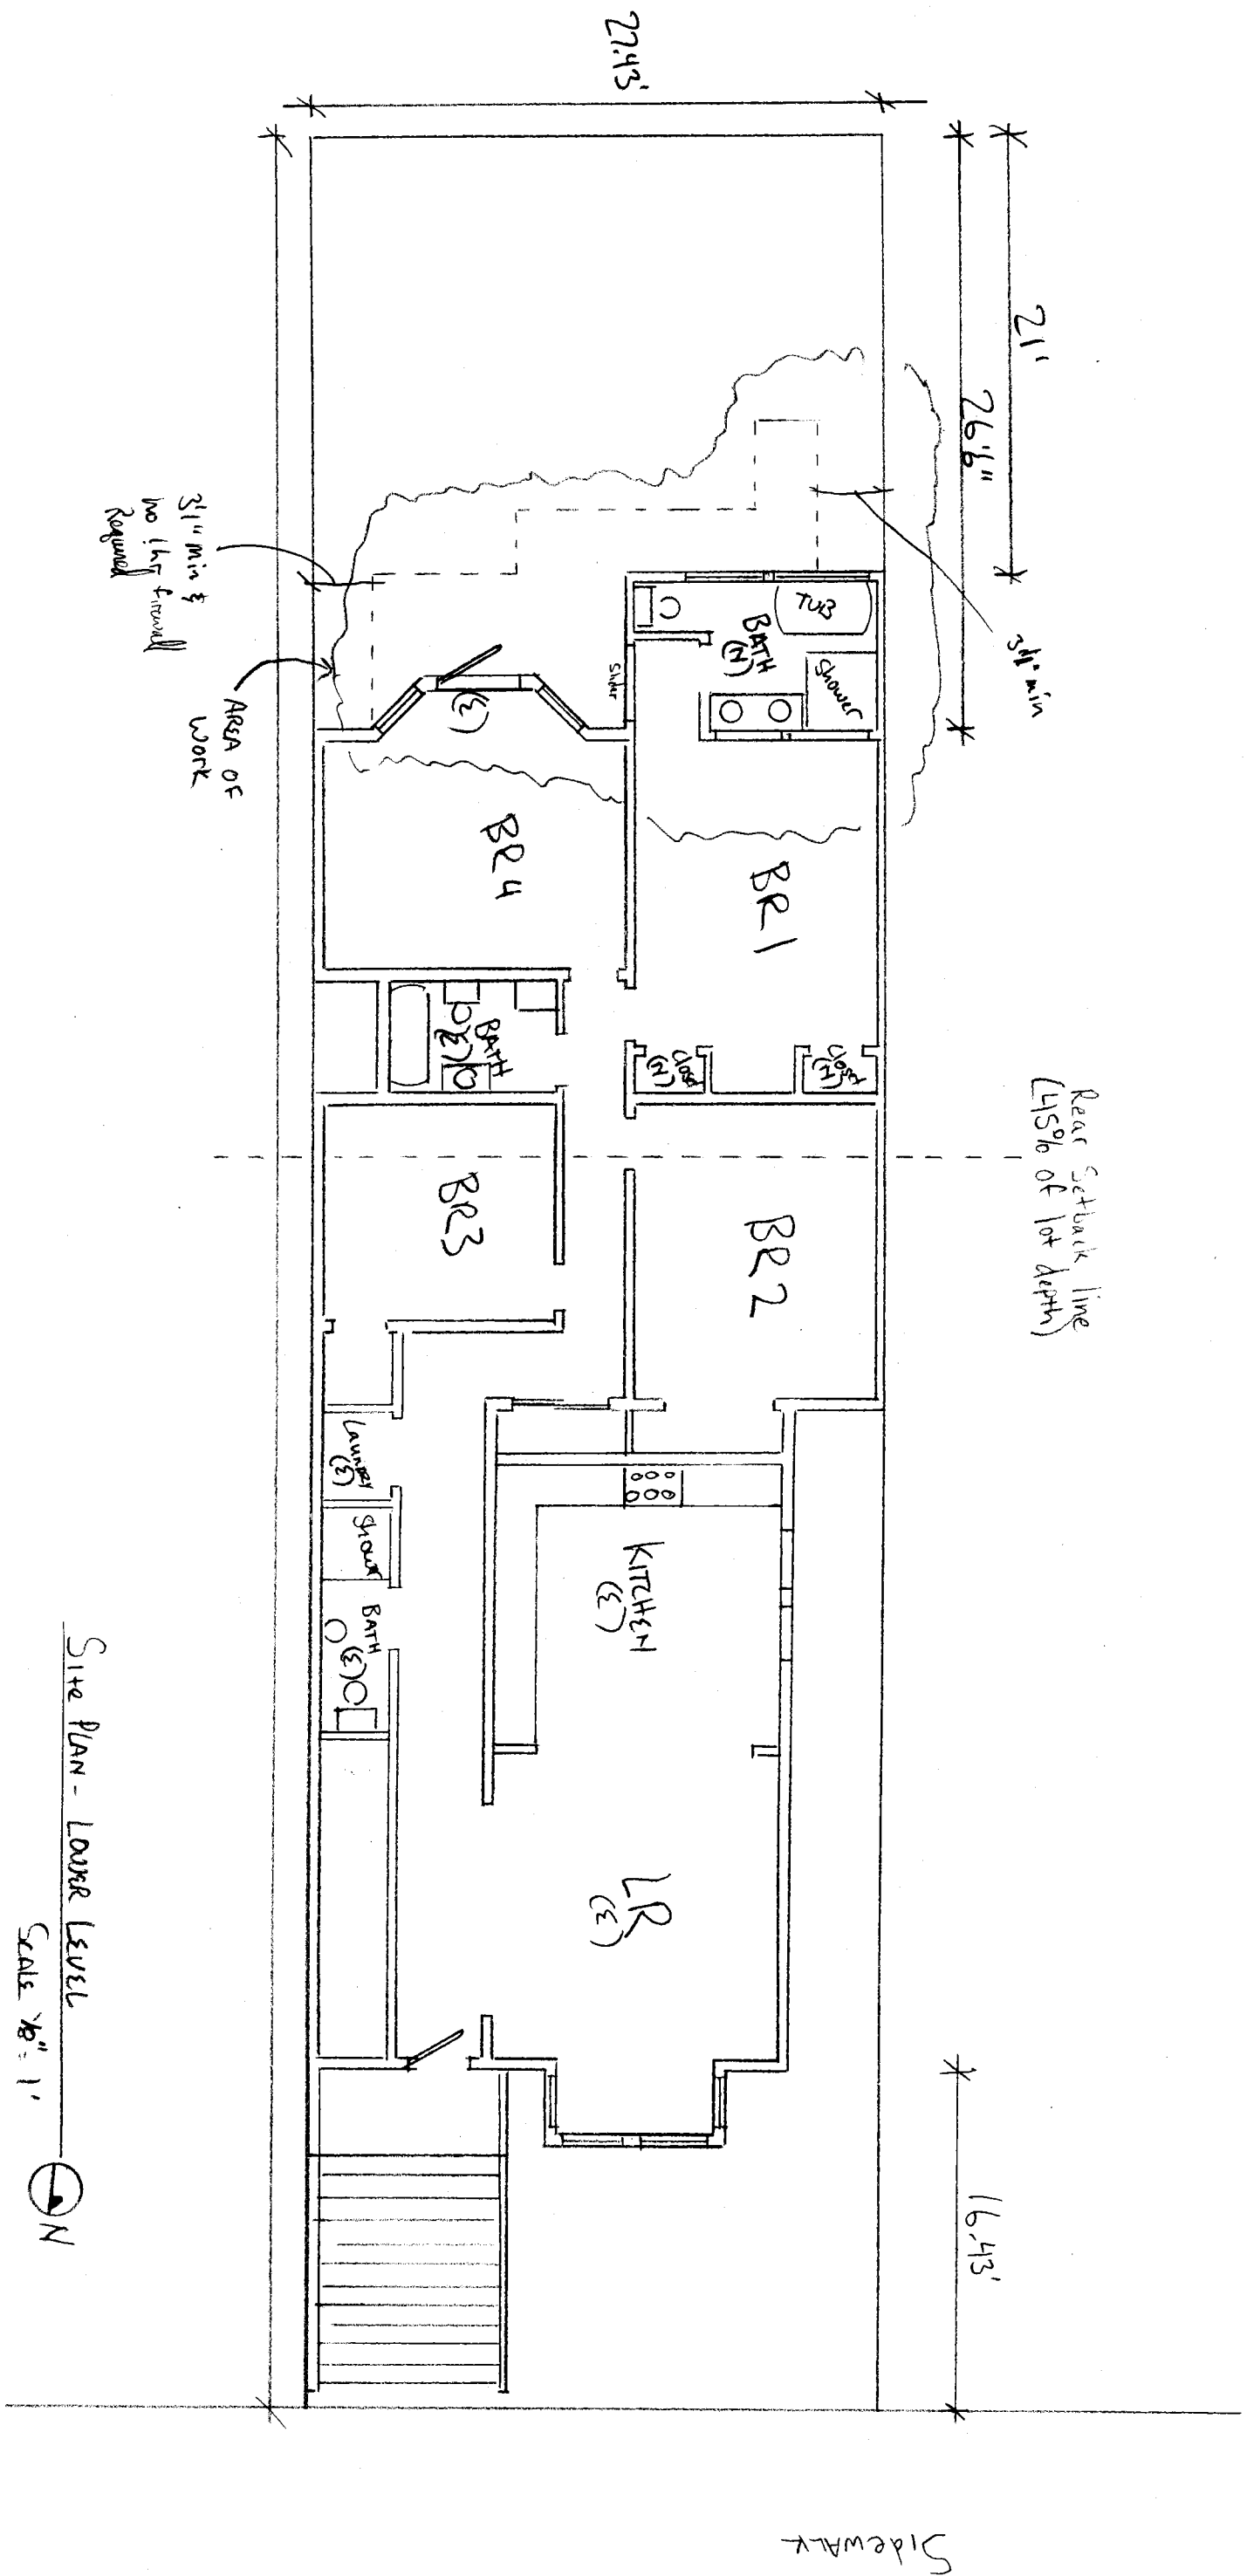 27.43'
21'
26'6"
3'1" min
3'1" min &
no 1hr firewall
Required
AREA OF
WORK
TUB
BATH
(N)
Shower
Slider
(E)
BR4
BR1
BATH
(E)
Closet
(N)
Closet
(N)
Rear Setback line
(45% of lot depth)
BR3
BR2
Laundry
(E)
Shower
BATH
(E)
KITCHEN
(E)
LR
(E)
16.43'
SITE PLAN - LOWER LEVEL
SCALE 1/8" = 1'
N
Sidewalk